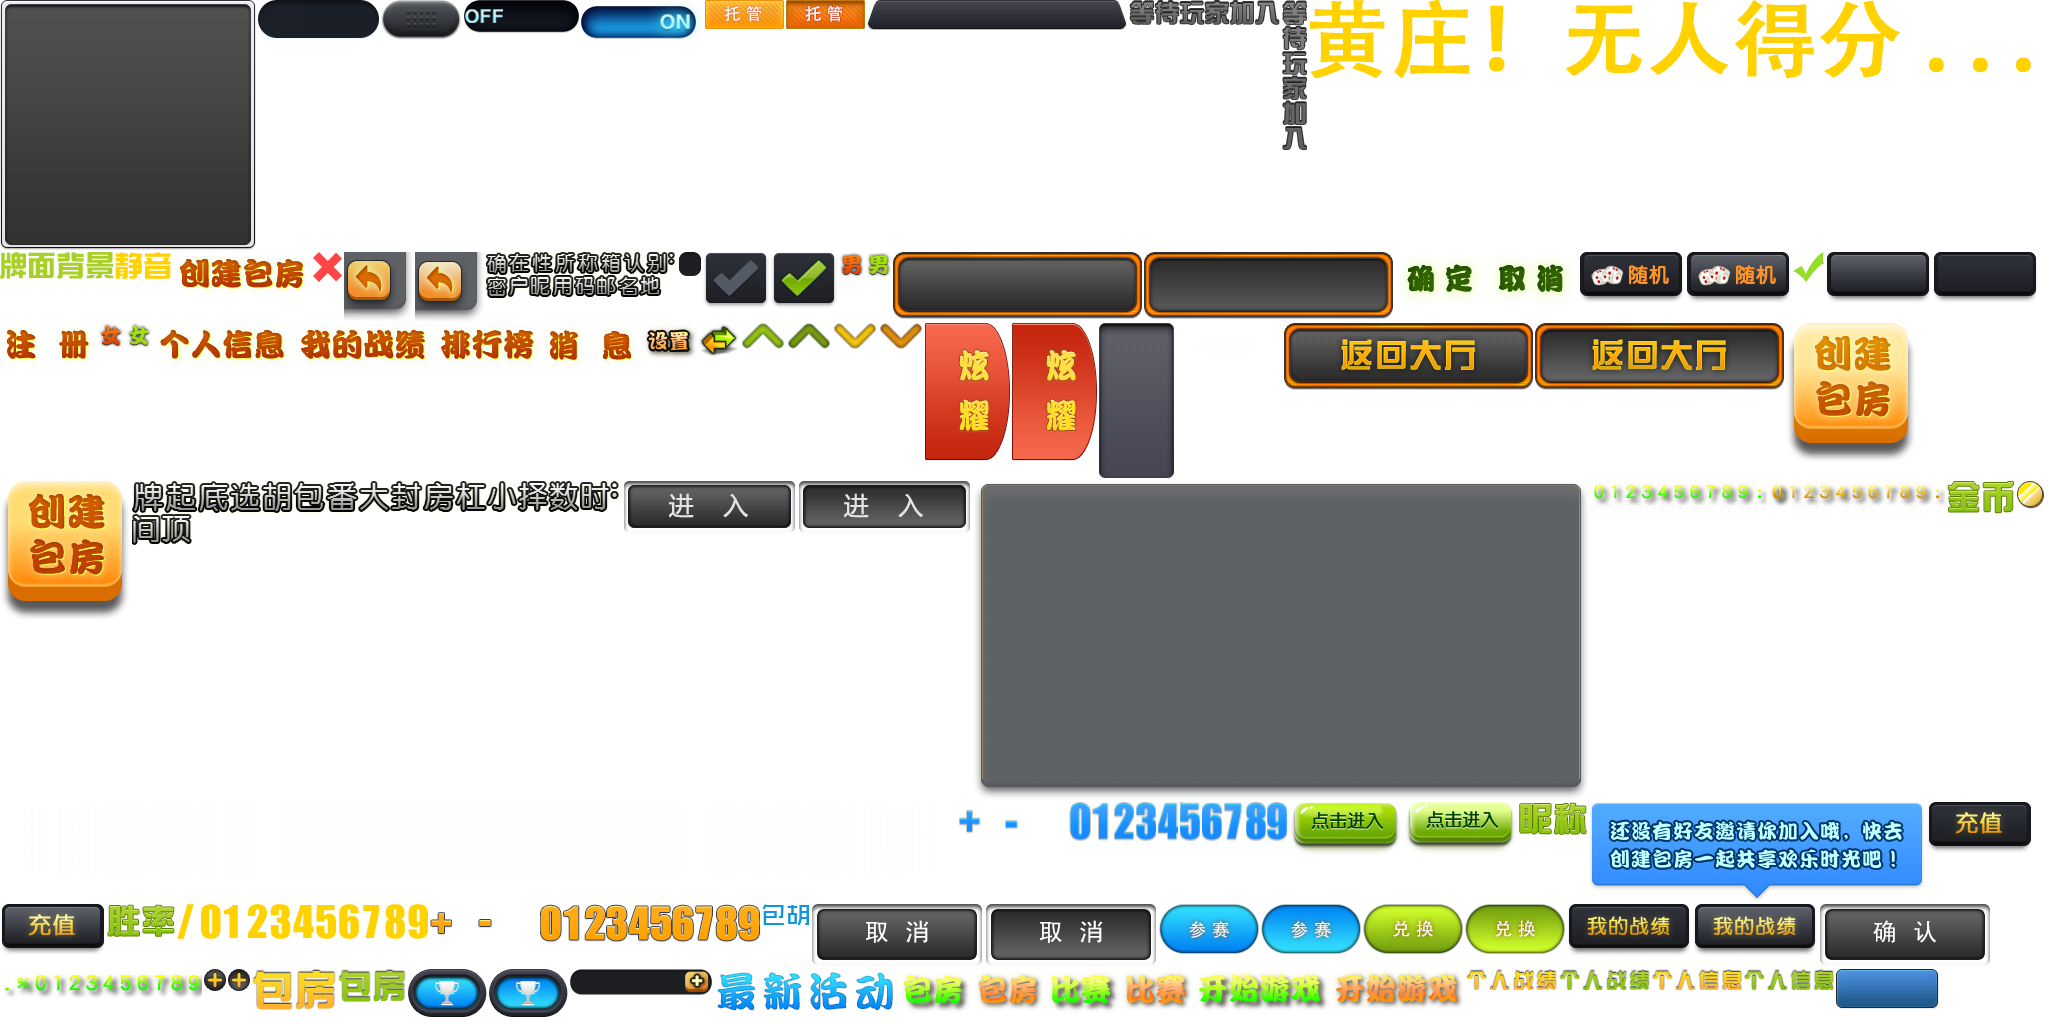 OFF
ON
托管
托管
等待玩家加入
等待玩家加入
黄庄！无人得分...
牌面背景静音
创建包房
确在性所称箱认别：
密户昵用码邮名地
男
男
确定
取消
随机
随机
注册
女
女
个人信息
我的战绩
排行榜
消息
设置
炫耀
炫耀
返回大厅
返回大厅
创建
包房
创建
包房
牌起底选胡包番大封房杠小择数时：
间顶
进入
进入
0123456789:
0123456789:
金币
+ - 0123456789
点击进入
点击进入
昵称
还没有好友邀请你加入哦，快去
创建包房一起共享欢乐时光吧！
充值
充值
胜率
/0123456789
+ - 0123456789
包胡
取消
取消
参赛
参赛
兑换
兑换
我的战绩
我的战绩
确认
.%0123456789
包房
包房
最新活动
包房
包房
比赛
比赛
开始游戏
开始游戏
个人战绩
个人战绩
个人信息
个人信息